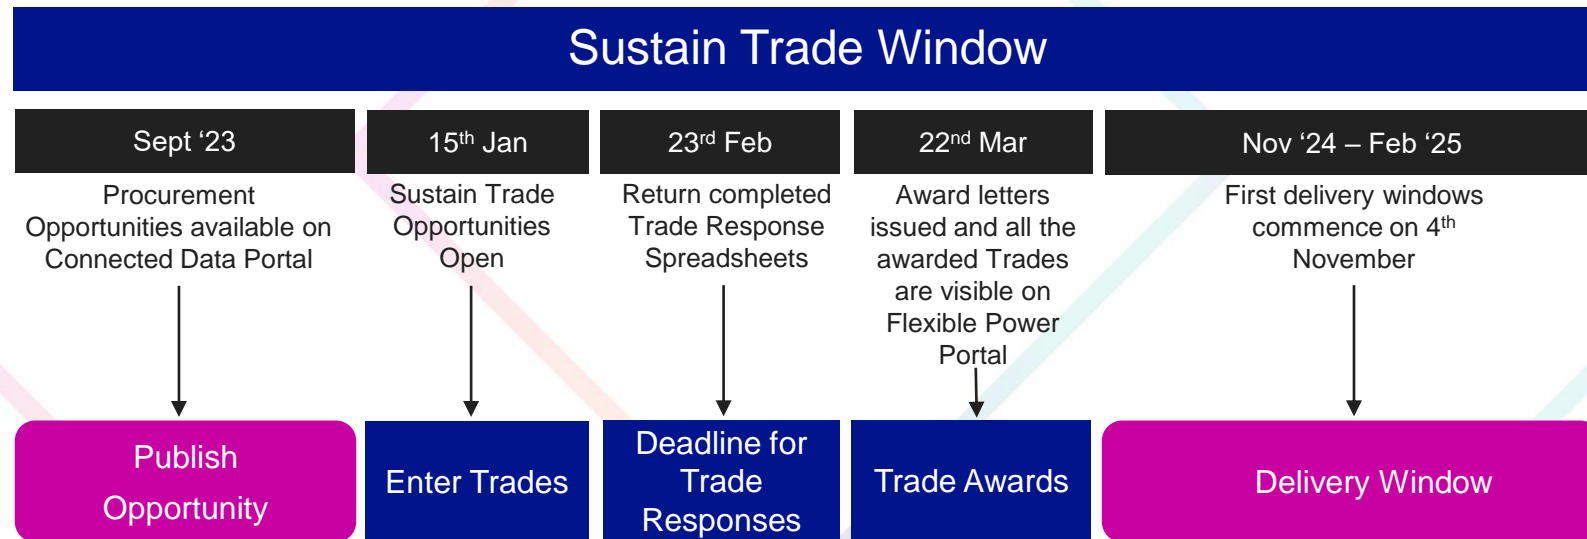 Sustain Trade Window
Sept ‘23
15th Jan
23rd Feb
22nd Mar
Nov ‘24 – Feb ‘25
Procurement
Opportunities available on
Connected Data Portal
Sustain Trade
Opportunities
Open
Return completed
Trade Response
Spreadsheets
Award letters
issued and all the
awarded Trades
are visible on
Flexible Power
Portal
First delivery windows
commence on 4th
November
Publish
Opportunity
Enter Trades
Deadline for
Trade
Responses
Trade Awards
Delivery Window